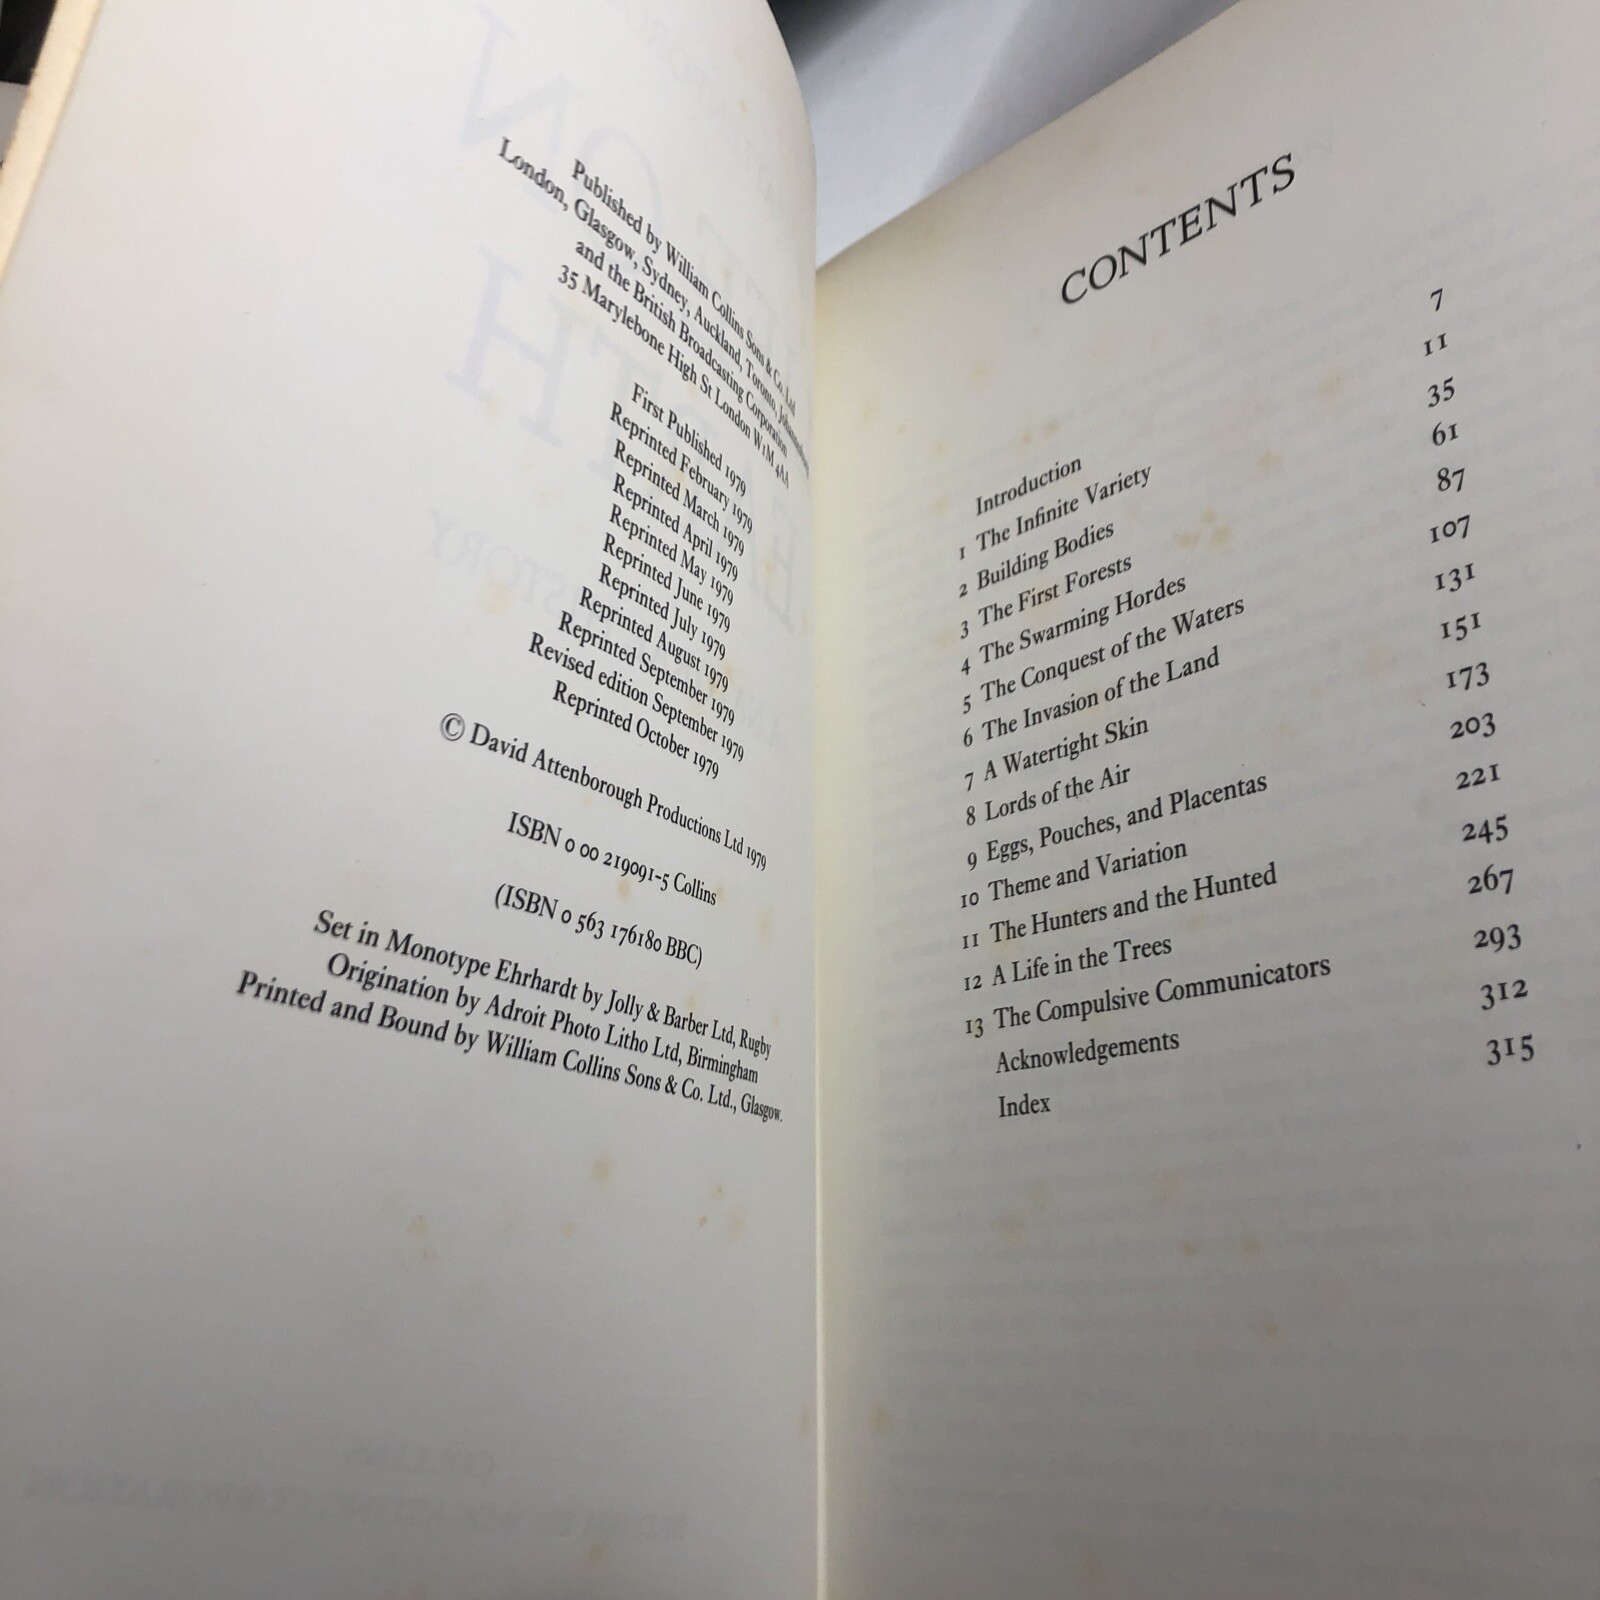 Published by William Collins Sons & Co. Ltd
London, Glasgow, Sydney, Auckland, Toronto, Johannesburg
and the British Broadcasting Corporation
35 Marylebone High St London W1M 4AA
First Published 1979
Reprinted February 1979
Reprinted March 1979
Reprinted April 1979
Reprinted May 1979
Reprinted June 1979
Reprinted July 1979
Reprinted August 1979
Reprinted September 1979
Revised edition September 1979
Reprinted October 1979
© David Attenborough Productions Ltd 1979
ISBN 0 00 219091-5 Collins
(ISBN 0 563 176180 BBC)
Set in Monotype Ehrhardt by Jolly & Barber Ltd, Rugby
Origination by Adroit Photo Litho Ltd, Birmingham
Printed and Bound by William Collins Sons & Co. Ltd., Glasgow.
CONTENTS
Introduction 7
1 The Infinite Variety 11
2 Building Bodies 35
3 The First Forests 61
4 The Swarming Hordes 87
5 The Conquest of the Waters 107
6 The Invasion of the Land 131
7 A Watertight Skin 151
8 Lords of the Air 173
9 Eggs, Pouches, and Placentas 203
10 Theme and Variation 221
11 The Hunters and the Hunted 245
12 A Life in the Trees 267
13 The Compulsive Communicators 293
Acknowledgements 312
Index 315